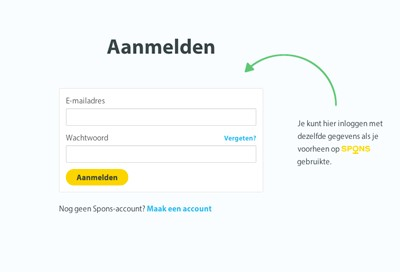 Aanmelden
E-mailadres
Wachtwoord Vergeten?
Aanmelden
Nog geen Spons-account? Maak een account
Je kunt hier inloggen met
dezelfde gegevens als je
voorheen op SPONS
gebruikte.